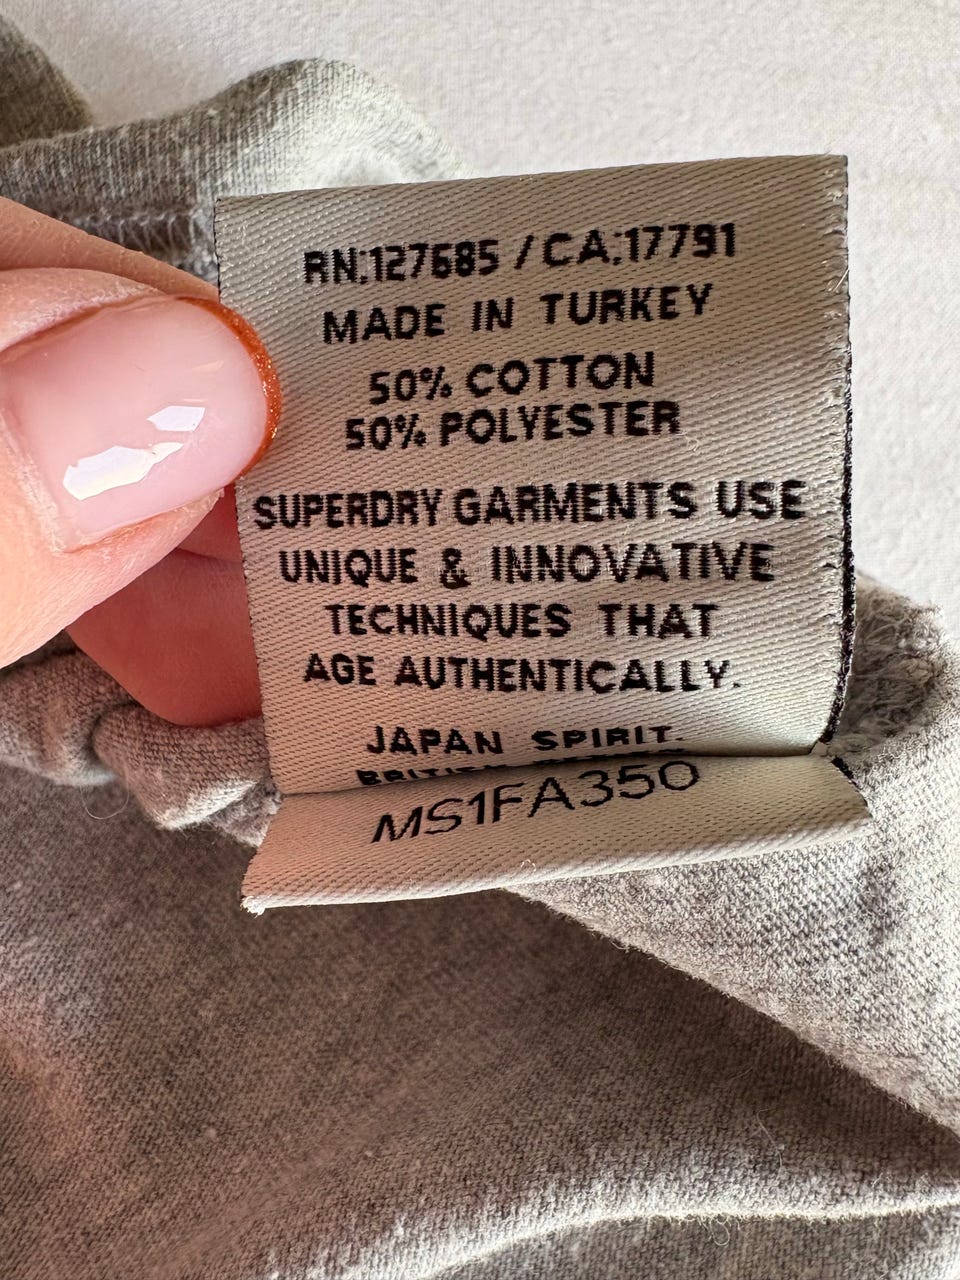 RN:127685 / CA:17791
MADE IN TURKEY
50% COTTON
50% POLYESTER
SUPERDRY GARMENTS USE
UNIQUE & INNOVATIVE
TECHNIQUES THAT
AGE AUTHENTICALLY.
JAPAN SPIRIT.
MS1FA350